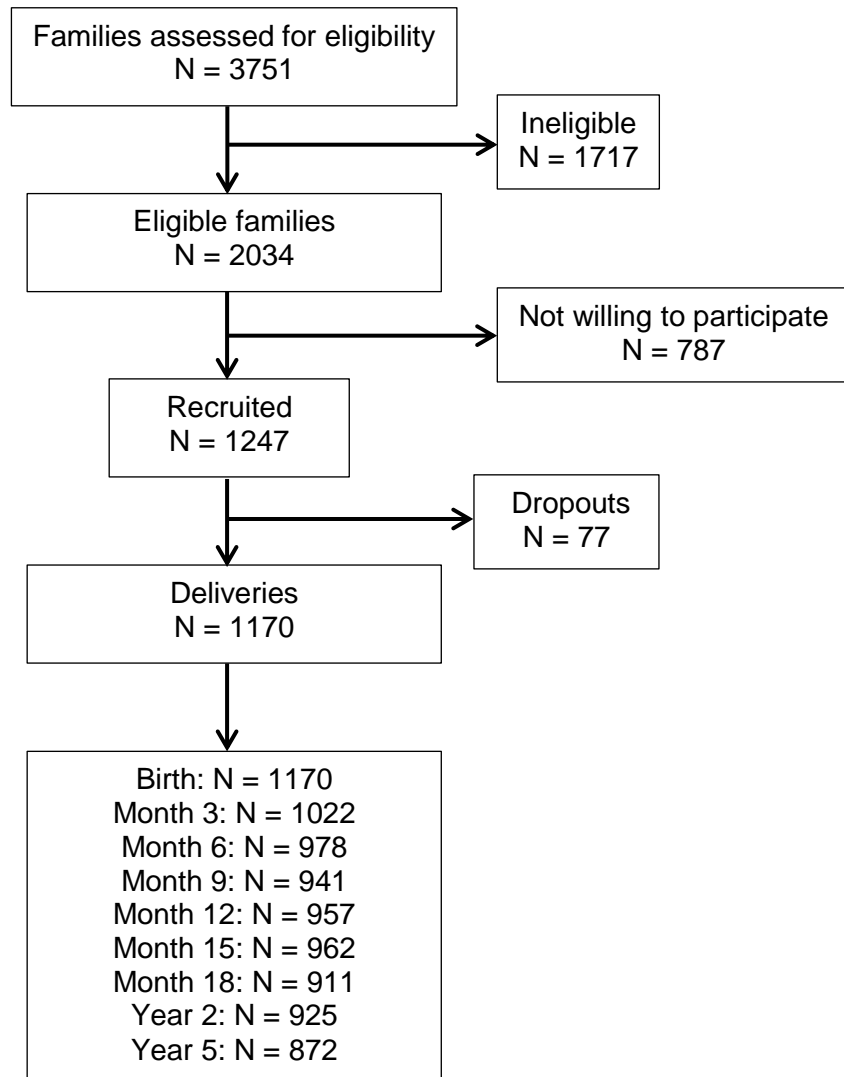 Families assessed for eligibility
N = 3751
Ineligible
N = 1717
Eligible families
N = 2034
Not willing to participate
N = 787
Recruited
N = 1247
Dropouts
N = 77
Deliveries
N = 1170
Birth: N = 1170
Month 3: N = 1022
Month 6: N = 978
Month 9: N = 941
Month 12: N = 957
Month 15: N = 962
Month 18: N = 911
Year 2: N = 925
Year 5: N = 872